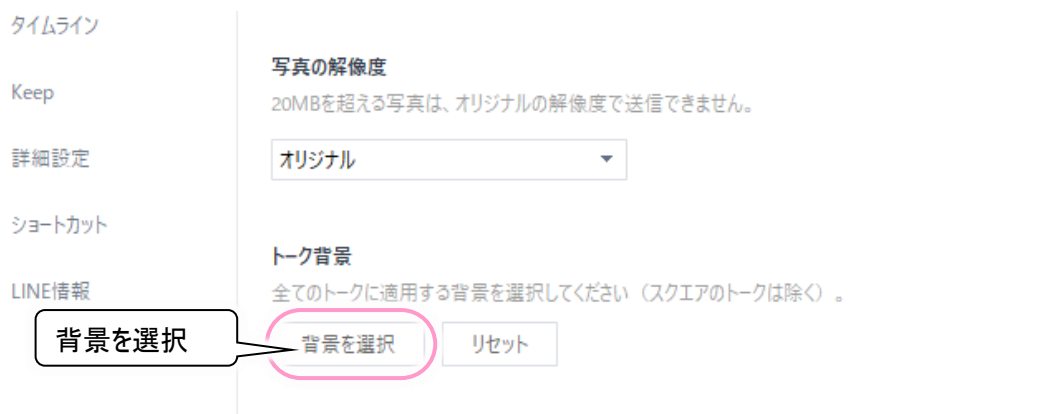 タイムライン
Keep
詳細設定
ショートカット
LINE情報
写真の解像度
20MBを超える写真は、オリジナルの解像度で送信できません。
オリジナル
トーク背景
全てのトークに適用する背景を選択してください（スクエアのトークは除く）。
背景を選択
背景を選択
リセット